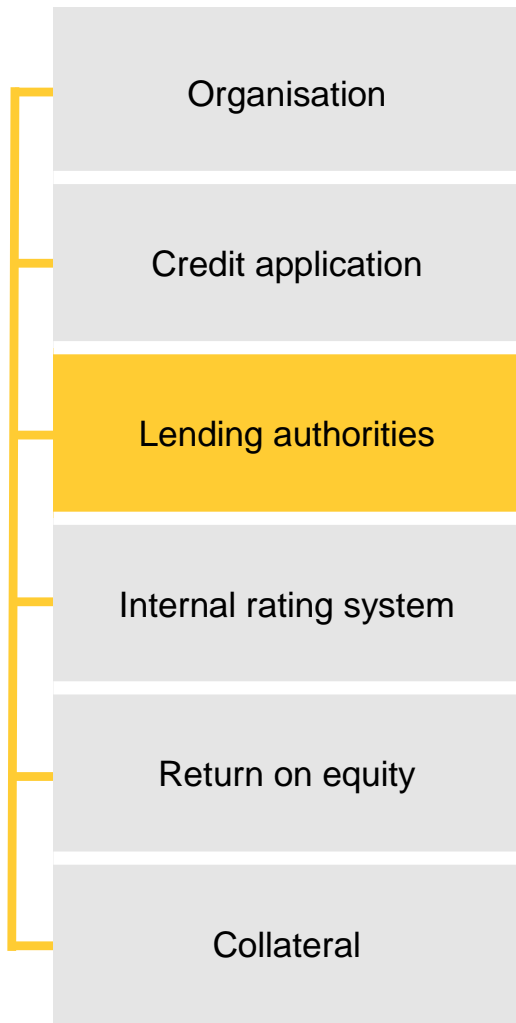 Organisation
Credit application
Lending authorities
Internal rating system
Return on equity
Collateral